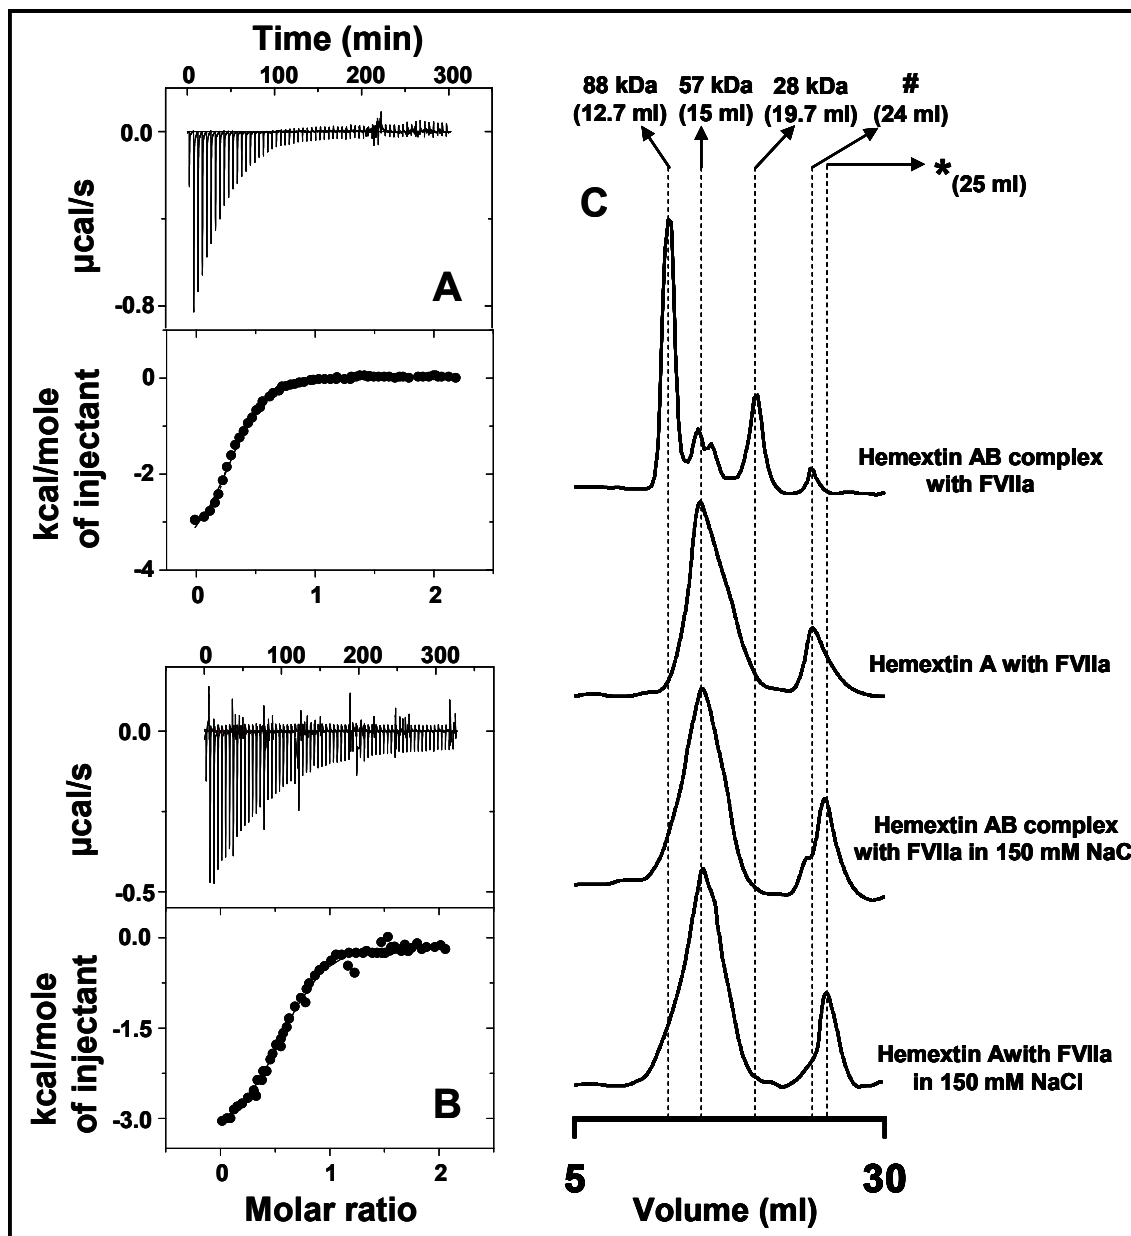 Time (min)
0 100 200 300
0.0
-0.8
µcal/s
A
0
-2
-4
kcal/mole
of injectant
0 1 2
0 100 200 300
0.0
-0.5
µcal/s
0.0
-1.5
-3.0
kcal/mole
of injectant
B
0 1 2
Molar ratio
88 kDa 57 kDa 28 kDa #
(12.7 ml) (15 ml) (19.7 ml) (24 ml)
*(25 ml)
C
Hemextin AB complex
with FVIIa
Hemextin A with FVIIa
Hemextin AB complex
with FVIIa in 150 mM NaCl
Hemextin Awith FVIIa
in 150 mM NaCl
5 30
Volume (ml)